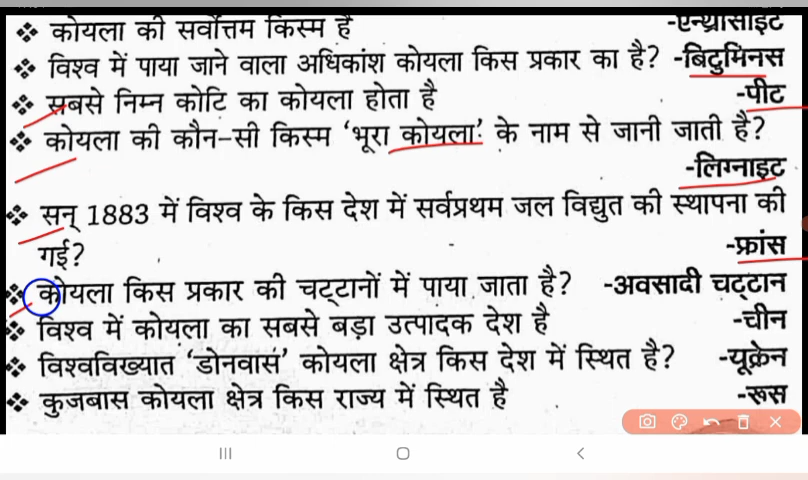 ❖ कोयला की सर्वोत्तम किस्म है -एन्थ्रासाइट
❖ विश्व में पाया जाने वाला अधिकांश कोयला किस प्रकार का है? -बिटुमिनस
❖ सबसे निम्न कोटि का कोयला होता है -पीट
❖ कोयला की कौन-सी किस्म ‘भूरा कोयला’ के नाम से जानी जाती है?
-लिग्नाइट
❖ सन् 1883 में विश्व के किस देश में सर्वप्रथम जल विद्युत की स्थापना की
गई? -फ्रांस
❖ कोयला किस प्रकार की चट्टानों में पाया जाता है? -अवसादी चट्टान
❖ विश्व में कोयला का सबसे बड़ा उत्पादक देश है -चीन
❖ विश्वविख्यात ‘डोनवास’ कोयला क्षेत्र किस देश में स्थित है? -यूक्रेन
❖ कुजबास कोयला क्षेत्र किस राज्य में स्थित है -रूस